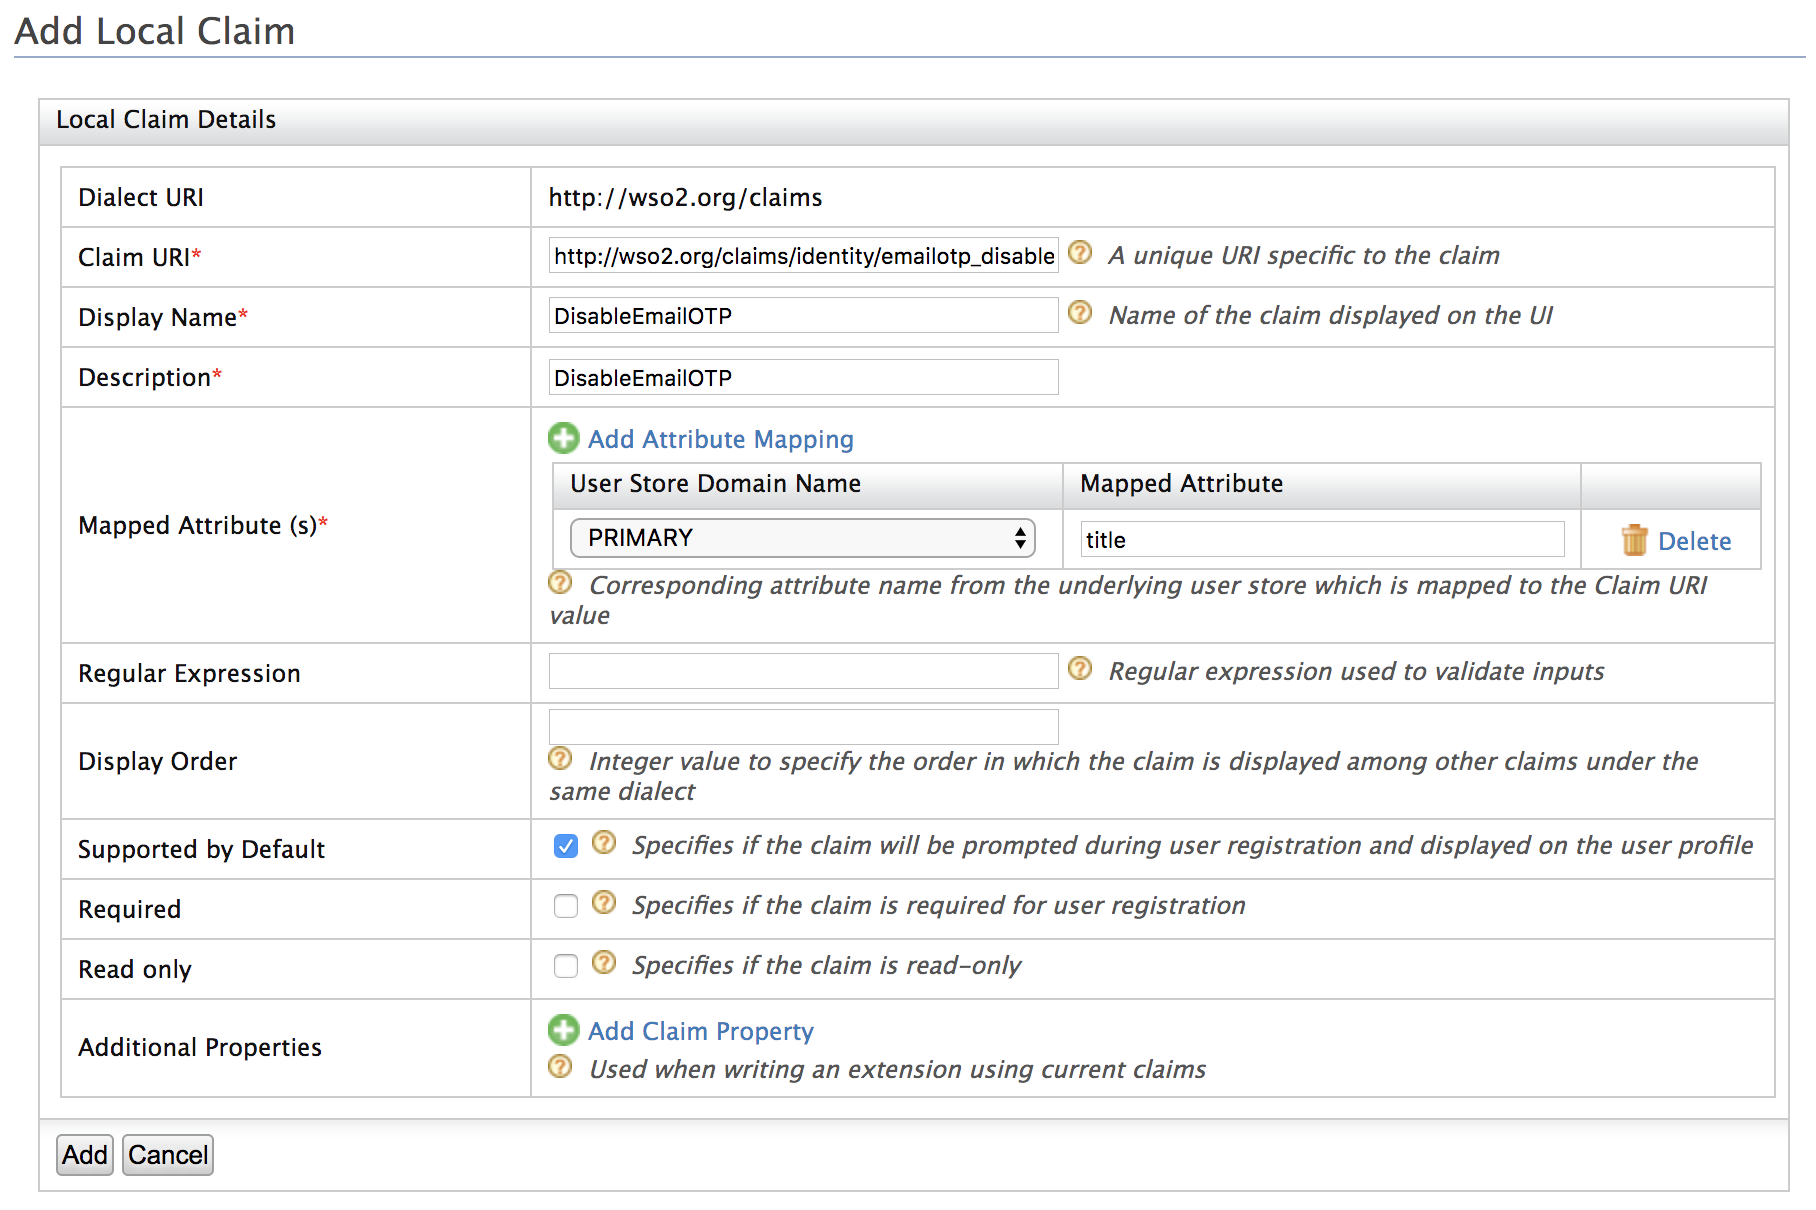 Add Local Claim
Local Claim Details
Dialect URI
http://wso2.org/claims
Claim URI*
http://wso2.org/claims/identity/emailotp_disable
A unique URI specific to the claim
Display Name*
DisableEmailOTP
Name of the claim displayed on the UI
Description*
DisableEmailOTP
Mapped Attribute (s)*
Add Attribute Mapping
User Store Domain Name
Mapped Attribute
PRIMARY
title
Delete
Corresponding attribute name from the underlying user store which is mapped to the Claim URI
value
Regular Expression
Regular expression used to validate inputs
Display Order
Integer value to specify the order in which the claim is displayed among other claims under the
same dialect
Supported by Default
Specifies if the claim will be prompted during user registration and displayed on the user profile
Required
Specifies if the claim is required for user registration
Read only
Specifies if the claim is read-only
Additional Properties
Add Claim Property
Used when writing an extension using current claims
Add
Cancel